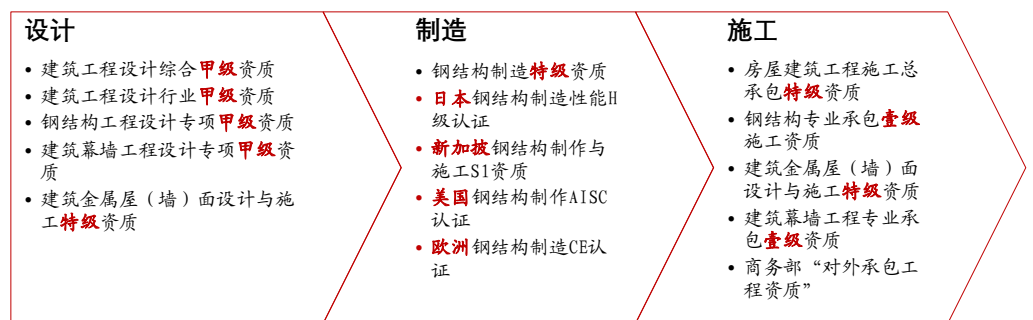 设计
• 建筑工程设计综合甲级资质
• 建筑工程设计行业甲级资质
• 钢结构工程设计专项甲级资质
• 建筑幕墙工程设计专项甲级资
质
• 建筑金属屋（墙）面设计与施
工特级资质
制造
• 钢结构制造特级资质
• 日本钢结构制造性能H
级认证
• 新加披钢结构制作与
施工S1资质
• 美国钢结构制作AISC
认证
• 欧洲钢结构制造CE认
证
施工
• 房屋建筑工程施工总
承包特级资质
• 钢结构专业承包壹级
施工资质
• 建筑金属屋（墙）面
设计与施工特级资质
• 建筑幕墙工程专业承
包壹级资质
• 商务部“对外承包工
程资质”